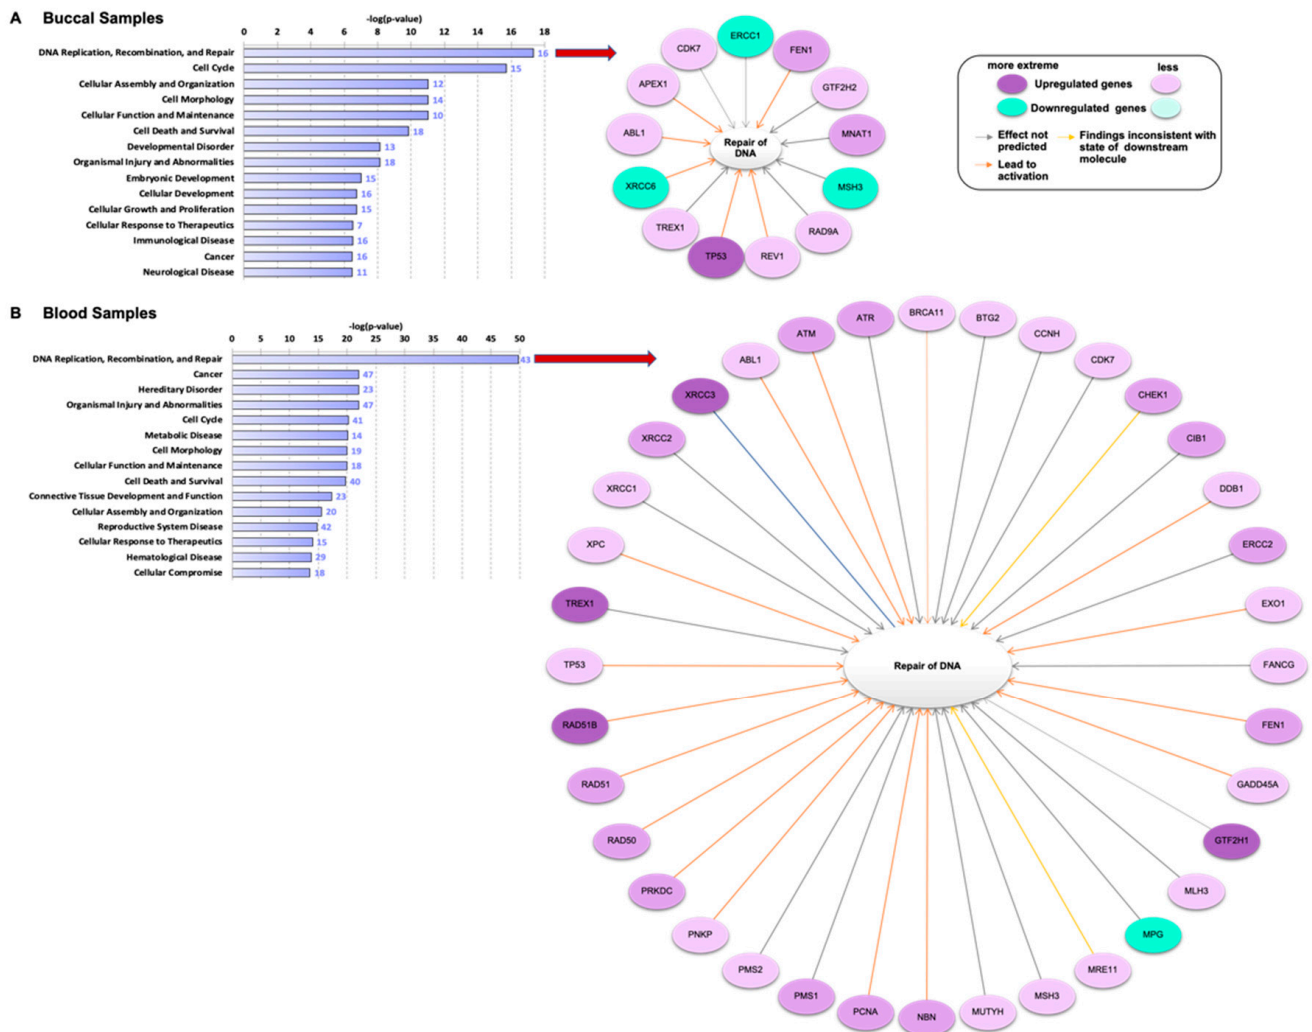 A Buccal Samples
-log(p-value)
0 2 4 6 8 10 12 14 16 18
DNA Replication, Recombination, and Repair 16
Cell Cycle 15
Cellular Assembly and Organization 12
Cell Morphology 14
Cellular Function and Maintenance 10
Cell Death and Survival 18
Developmental Disorder 13
Organismal Injury and Abnormalities 18
Embryonic Development 15
Cellular Development 16
Cellular Growth and Proliferation 15
Cellular Response to Therapeutics 7
Immunological Disease 16
Cancer 16
Neurological Disease 11
ERCC1
FEN1
GTF2H2
MNAT1
MSH3
RAD9A
REV1
TP53
TREX1
XRCC6
ABL1
APEX1
CDK7
Repair of
DNA
more extreme less
Upregulated genes
Downregulated genes
Effect not
predicted
Lead to
activation
Findings inconsistent with
state of downstream
molecule
B Blood Samples
-log(p-value)
0 5 10 15 20 25 30 35 40 45 50
DNA Replication, Recombination, and Repair 43
Cancer 47
Hereditary Disorder 23
Organismal Injury and Abnormalities 47
Cell Cycle 41
Metabolic Disease 14
Cell Morphology 19
Cellular Function and Maintenance 18
Cell Death and Survival 40
Connective Tissue Development and Function 23
Cellular Assembly and Organization 20
Reproductive System Disease 42
Cellular Response to Therapeutics 15
Hematological Disease 29
Cellular Compromise 18
BRCA11
BTG2
CCNH
CDK7
CHEK1
CIB1
DDB1
ERCC2
EXO1
FANCG
FEN1
GADD45A
GTF2H1
MLH3
MPG
MRE11
MSH3
MUTYH
NBN
PCNA
PMS1
PMS2
PNKP
PRKDC
RAD50
RAD51
RAD51B
TP53
TREX1
XPC
XRCC1
XRCC2
XRCC3
ABL1
ATM
ATR
Repair of DNA